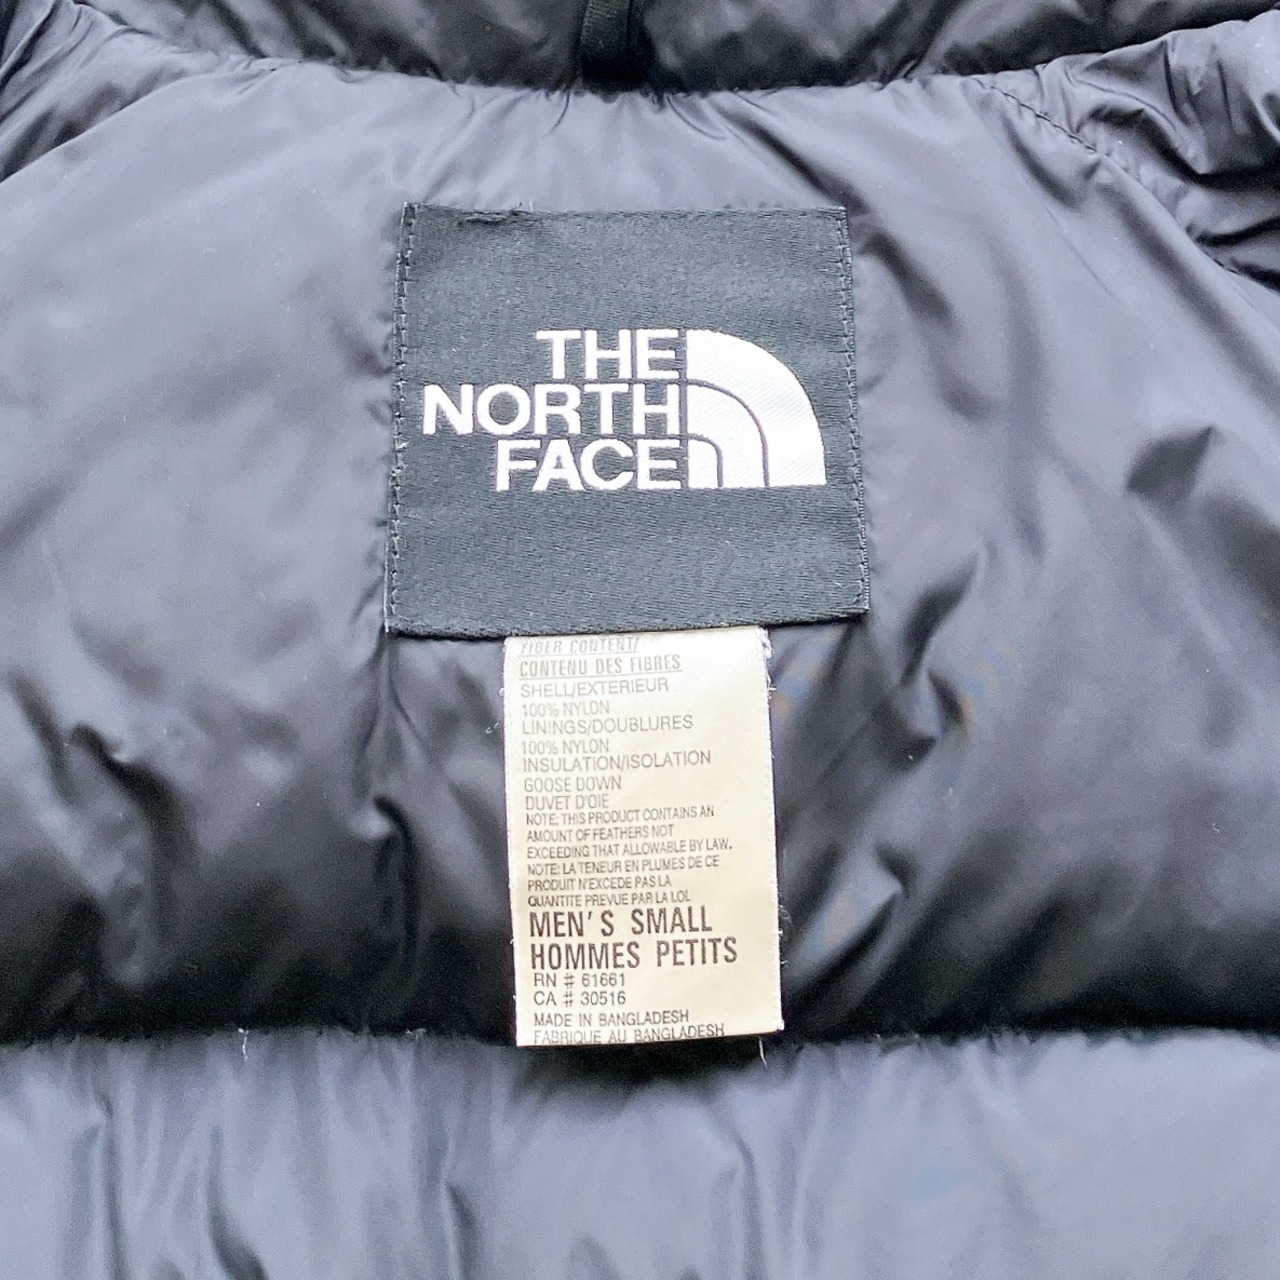 THE
NORTH
FACE
FIBER CONTENT/
CONTENU DES FIBRES
SHELL/EXTERIEUR
100% NYLON
LININGS/DOUBLURES
100% NYLON
INSULATION/ISOLATION
GOOSE DOWN
DUVET D'OIE
NOTE: THIS PRODUCT CONTAINS AN
AMOUNT OF FEATHERS NOT
EXCEEDING THAT ALLOWABLE BY LAW.
NOTE: LA TENEUR EN PLUMES DE CE
PRODUIT N'EXCEDE PAS LA
QUANTITE PREVUE PAR LA LOL
MEN'S SMALL
HOMMES PETITS
RN # 61661
CA # 30516
MADE IN BANGLADESH
FABRIQUE AU BANGLADESH